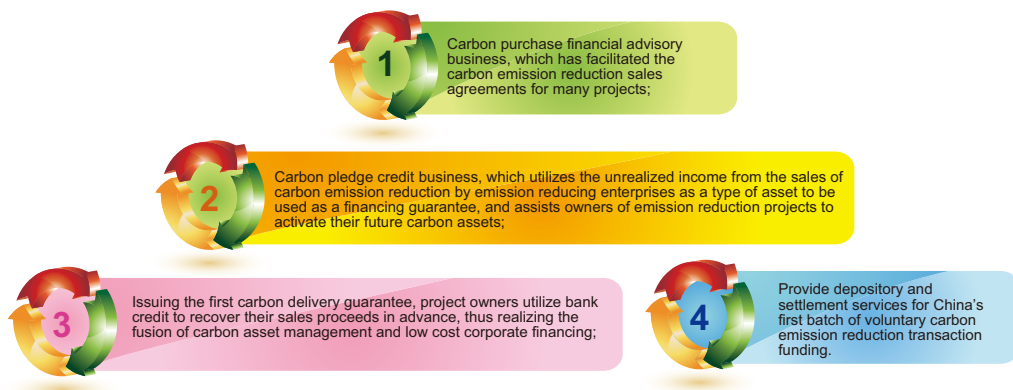 1
Carbon purchase financial advisory
business, which has facilitated the
carbon emission reduction sales
agreements for many projects;
2
Carbon pledge credit business, which utilizes the unrealized income from the sales of
carbon emission reduction by emission reducing enterprises as a type of asset to be
used as a financing guarantee, and assists owners of emission reduction projects to
activate their future carbon assets;
3
Issuing the first carbon delivery guarantee, project owners utilize bank
credit to recover their sales proceeds in advance, thus realizing the
fusion of carbon asset management and low cost corporate financing;
4
Provide depository and
settlement services for China's
first batch of voluntary carbon
emission reduction transaction
funding.